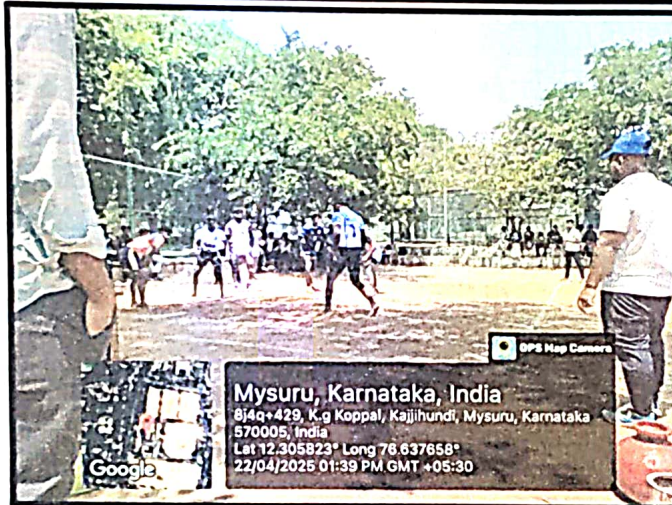 GPS Map Camera
Mysuru, Karnataka, India
8j4q+429, K.g Koppal, Kajjihundi, Mysuru, Karnataka
570005, India
Lat 12.305823° Long 76.637658°
22/04/2025 01:39 PM GMT +05:30
Google